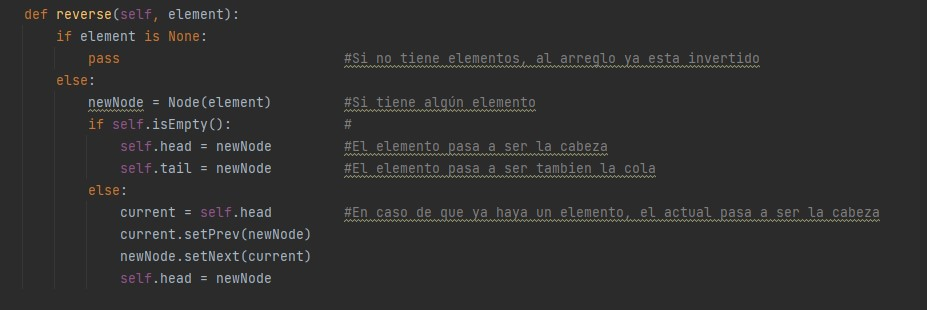 def reverse(self, element):
    if element is None:
        pass                            #Si no tiene elementos, al arreglo ya esta invertido
    else:
        newNode = Node(element)         #Si tiene algún elemento
        if self.isEmpty():              #
            self.head = newNode         #El elemento pasa a ser la cabeza
            self.tail = newNode         #El elemento pasa a ser tambien la cola
        else:
            current = self.head         #En caso de que ya haya un elemento, el actual pasa a ser la cabeza
            current.setPrev(newNode)
            newNode.setNext(current)
            self.head = newNode